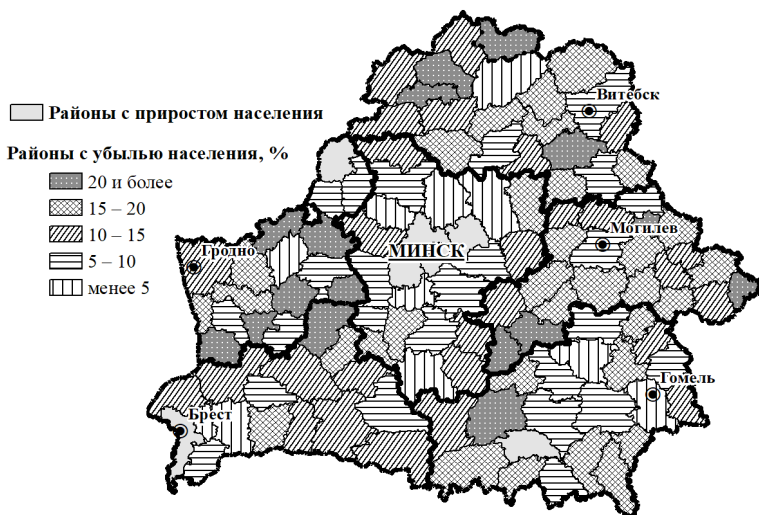 Районы с приростом населения
Районы с убылью населения, %
20 и более
15 – 20
10 – 15
5 – 10
менее 5
Витебск
Могилев
МИНСК
Гродно
Гомель
Брест